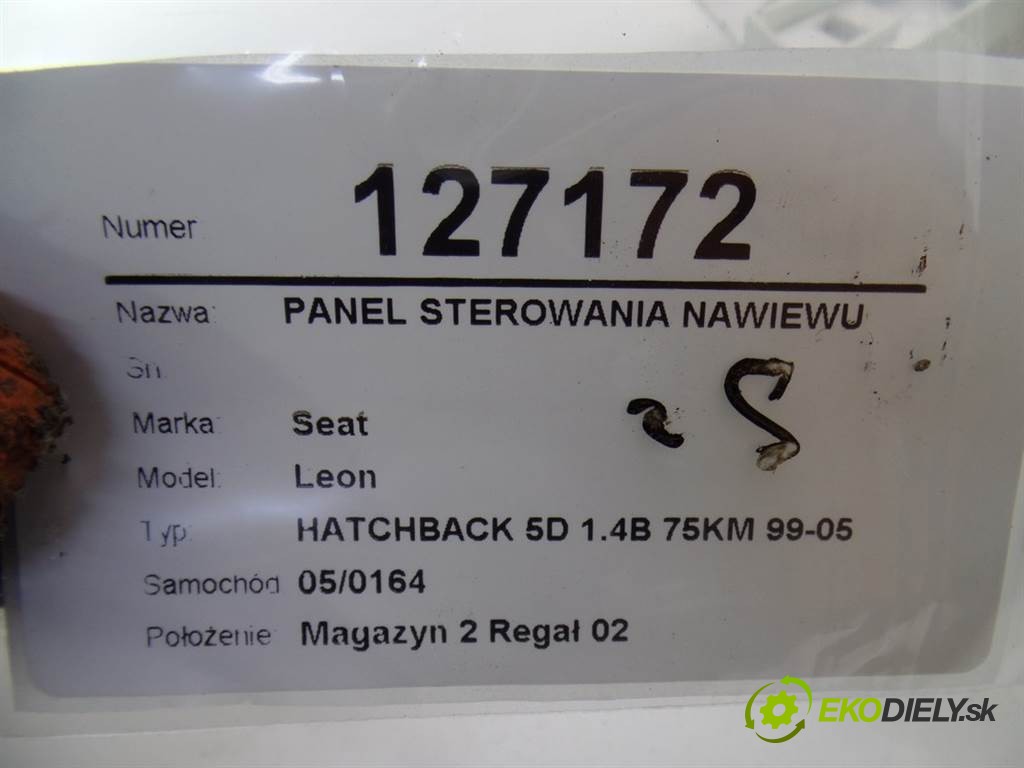 Numer 127172
Nazwa: PANEL STEROWANIA NAWIEWU
Sn:
Marka: Seat
Model: Leon
Typ: HATCHBACK 5D 1.4B 75KM 99-05
Samochód 05/0164
Położenie: Magazyn 2 Regał 02
EKODIELY.sk